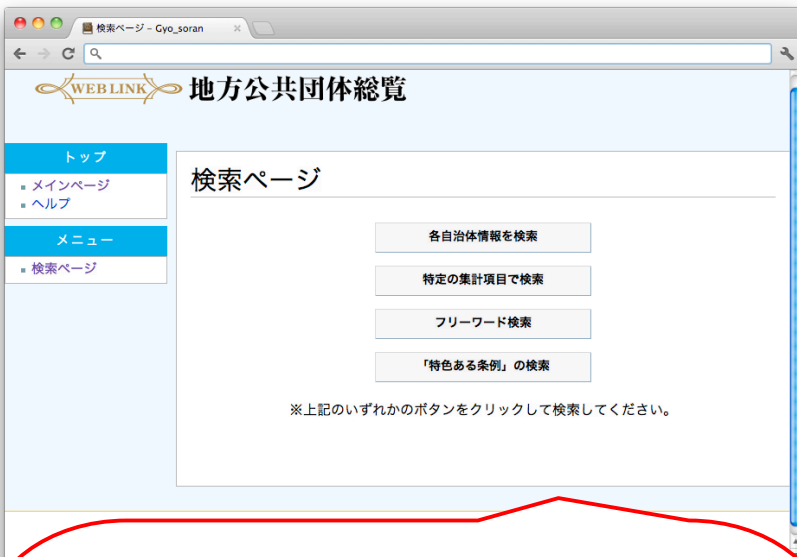 検索ページ – Gyo_soran
WEB LINK 地方公共団体総覧
トップ
メインページ
ヘルプ
メニュー
検索ページ
検索ページ
各自治体情報を検索
特定の集計項目で検索
フリーワード検索
「特色ある条例」の検索
※上記のいずれかのボタンをクリックして検索してください。